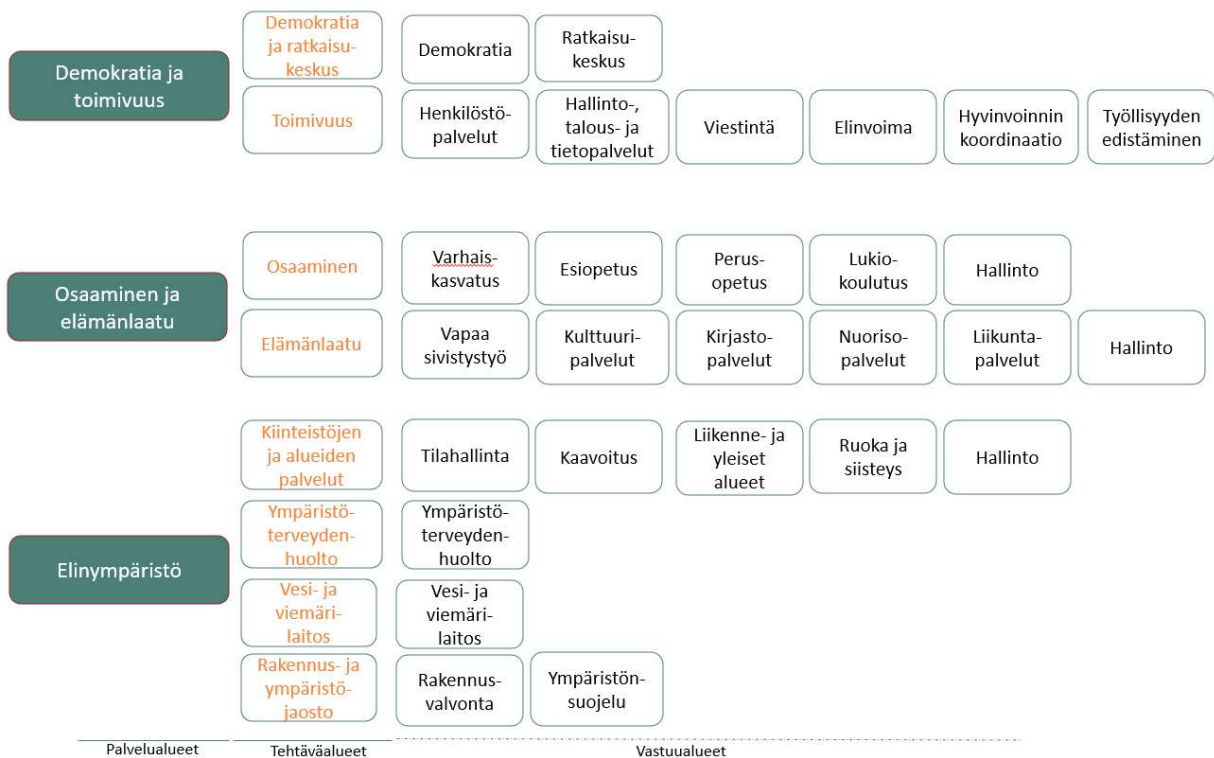 Demokratia ja
toimivuus
Demokratia
ja ratkaisu-
keskus
Demokratia
Ratkaisu-
keskus
Toimivuus
Henkilöstö-
palvelut
Hallinto-,
talous- ja
tietopalvelut
Viestintä
Elinvoima
Hyvinvoinnin
koordinaatio
Työllisyyden
edistäminen
Osaaminen ja
elämänlaatu
Osaaminen
Varhais-
kasvatus
Esiopetus
Perus-
opetus
Lukio-
koulutus
Hallinto
Elämänlaatu
Vapaa
sivistystyö
Kulttuuri-
palvelut
Kirjasto-
palvelut
Nuoriso-
palvelut
Liikunta-
palvelut
Hallinto
Elinympäristö
Kiinteistöjen
ja alueiden
palvelut
Tilahallinta
Kaavoitus
Liikenne- ja
yleiset
alueet
Ruoka ja
siisteys
Hallinto
Ympäristö-
terveyden-
huolto
Ympäristö-
terveyden-
huolto
Vesi- ja
viemäri-
laitos
Vesi- ja
viemäri-
laitos
Rakennus- ja
ympäristö-
jaosto
Rakennus-
valvonta
Ympäristön-
suojelu
Palvelualueet
Tehtäväalueet
Vastuualueet